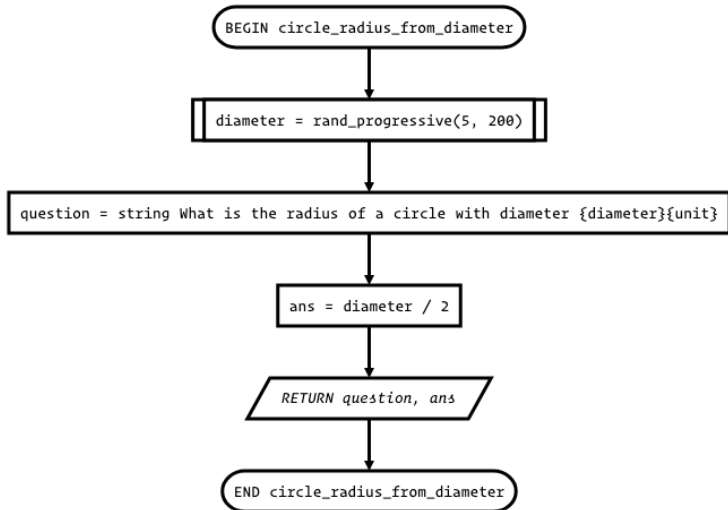 BEGIN circle_radius_from_diameter
diameter = rand_progressive(5, 200)
question = string What is the radius of a circle with diameter {diameter}{unit}
ans = diameter / 2
RETURN question, ans
END circle_radius_from_diameter